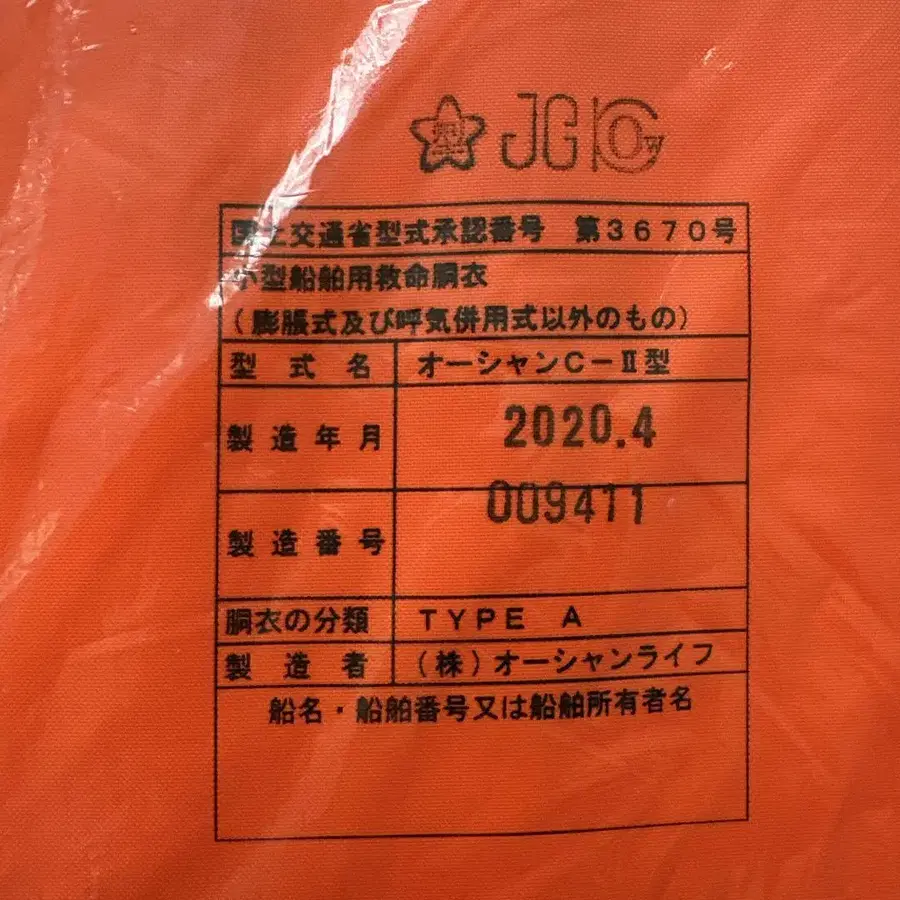 型 JG
国土交通省型式承認番号 第3670号
小型船舶用救命胴衣
(膨脹式及び呼気併用式以外のもの)
型式名 オーシャンC-Ⅱ型
製造年月 2020.4
製造番号 009411
胴衣の分類 TYPE A
製造者 (株)オーシャンライフ
船名・船舶番号又は船舶所有者名